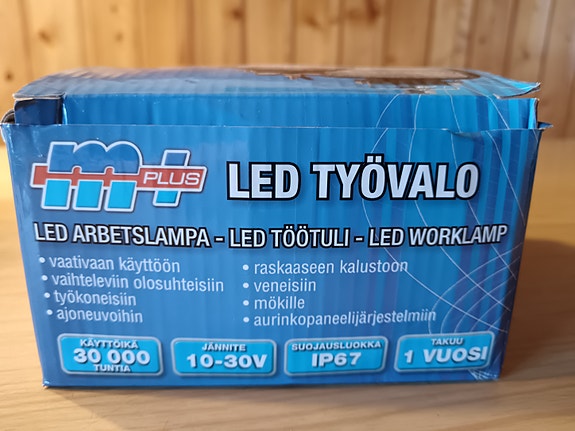 m+ PLUS
LED TYÖVALO
LED ARBETSLAMPA - LED TÖÖTULI - LED WORKLAMP
• vaativaan käyttöön
• vaihteleviin olosuhteisiin
• työkoneisiin
• ajoneuvoihin
• raskaaseen kalustoon
• veneisiin
• mökille
• aurinkopaneelijärjestelmiin
KÄYTTÖIKÄ
30 000
TUNTIA
JÄNNITE
10-30V
SUOJAUSLUOKKA
IP67
TAKUU
1 VUOSI